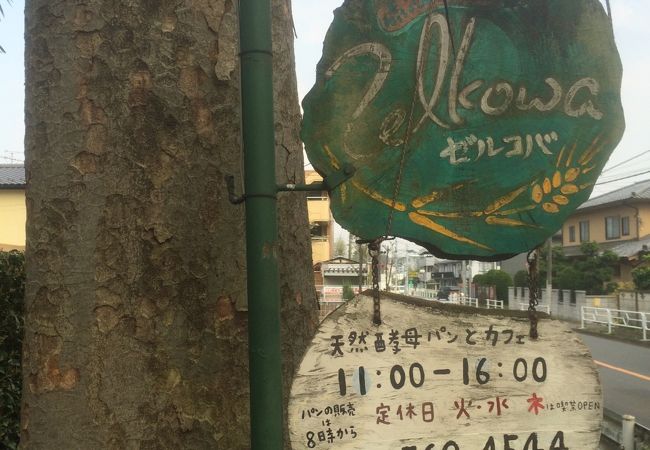 Zelkowa
ゼルコバ
天然酵母パンとカフェ
11:00-16:00
パンの販売は8時から
定休日 火・水 木は喫茶OPEN
4544